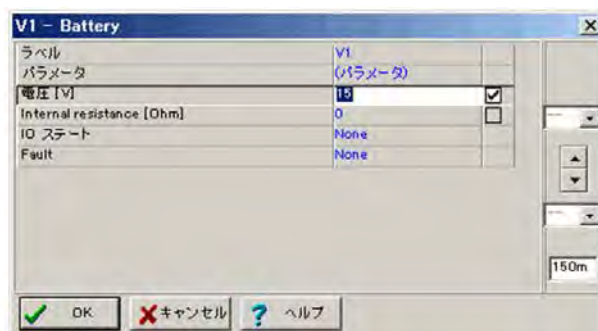 V1 - Battery
ラベル V1
パラメータ (パラメータ)
電圧 [V] 15
Internal resistance [Ohm] 0
IO ステート None
Fault None
---
---
150m
OK キャンセル ? ヘルプ